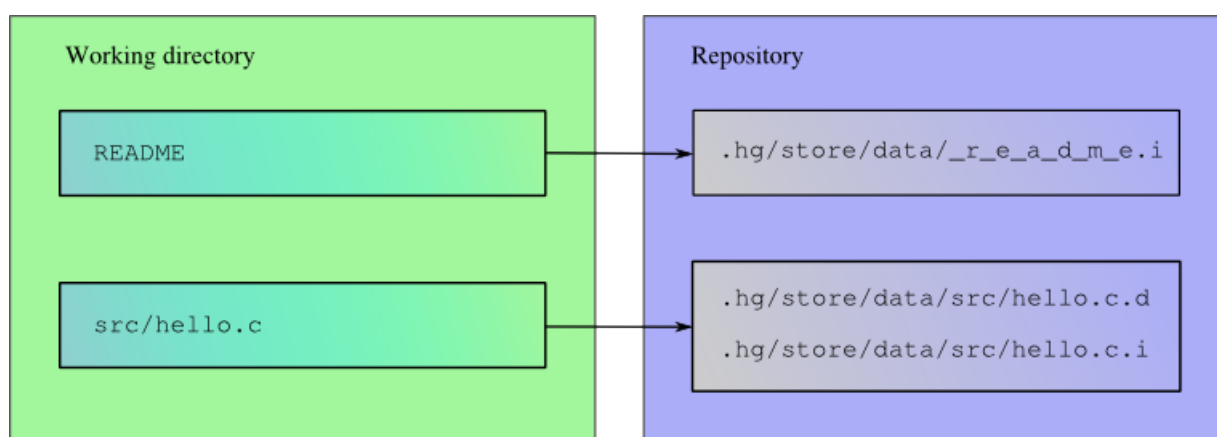 Working directory
README
src/hello.c
Repository
.hg/store/data/_r_e_a_d_m_e.i
.hg/store/data/src/hello.c.d
.hg/store/data/src/hello.c.i